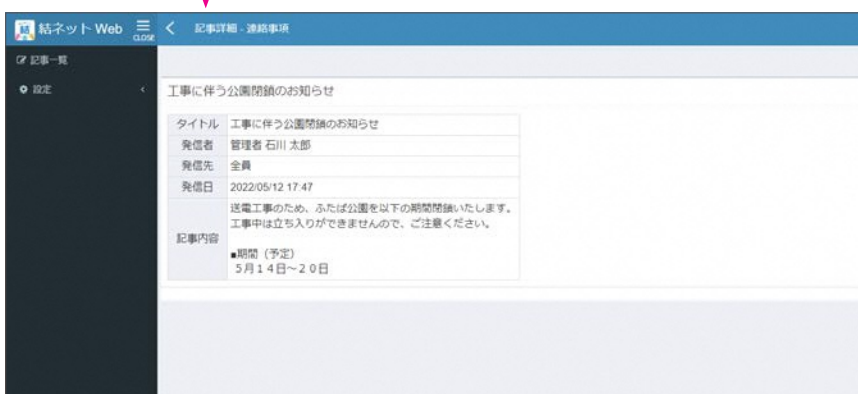 結ネット Web
CLOSE
記事詳細 - 連絡事項
記事一覧
設定
工事に伴う公園閉鎖のお知らせ
タイトル 工事に伴う公園閉鎖のお知らせ
発信者 管理者 石川 太郎
発信先 全員
発信日 2022/05/12 17:47
記事内容 送電工事のため、ふたば公園を以下の期間閉鎖いたします。
工事中は立ち入りができませんので、ご注意ください。
■期間（予定）
５月１４日～２０日